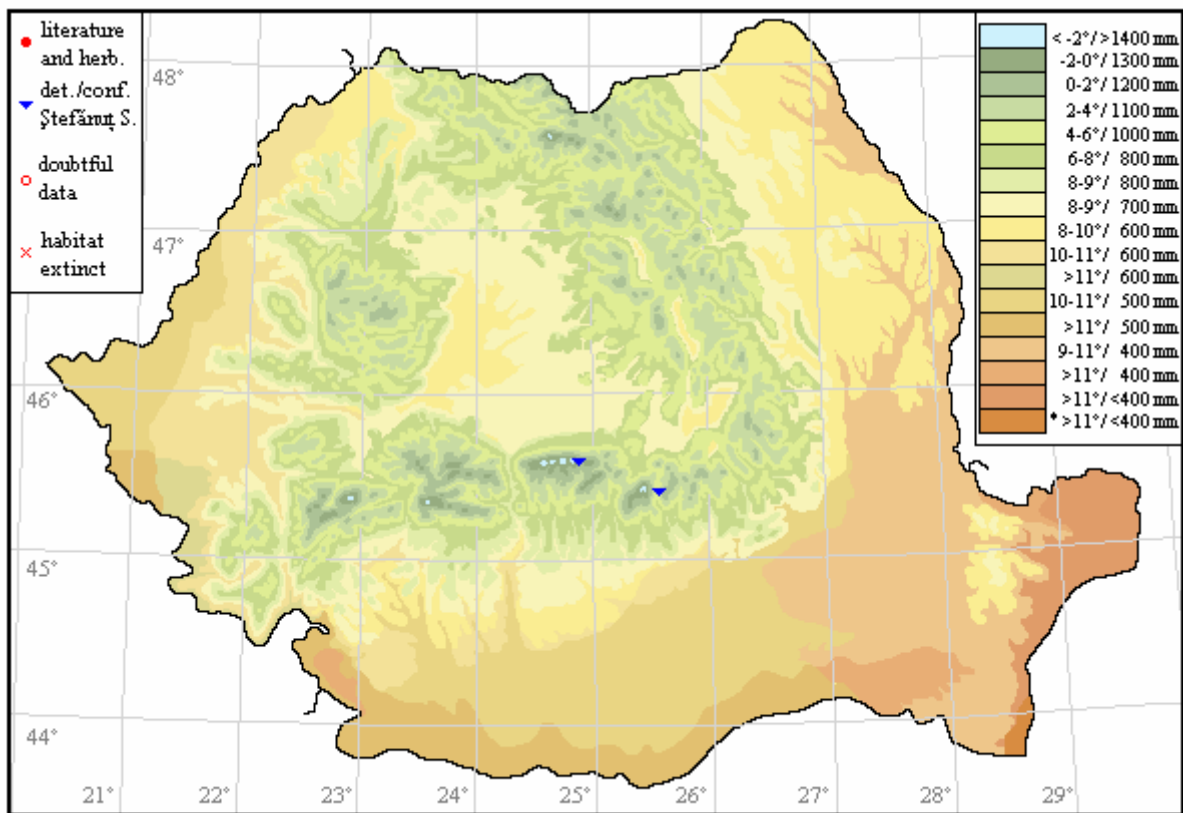 literature
and herb.
det./conf.
Ștefănuț S.
doubtful
data
habitat
extinct
< -2°/>1400 mm
-2-0°/1300 mm
0-2°/1200 mm
2-4°/1100 mm
4-6°/1000 mm
6-8°/ 800 mm
8-9°/ 800 mm
8-9°/ 700 mm
8-10°/ 600 mm
10-11°/ 600 mm
>11°/ 600 mm
10-11°/ 500 mm
>11°/ 500 mm
9-11°/ 400 mm
>11°/ 400 mm
>11°/<400 mm
* >11°/<400 mm
48°
47°
46°
45°
44°
21° 22° 23° 24° 25° 26° 27° 28° 29°